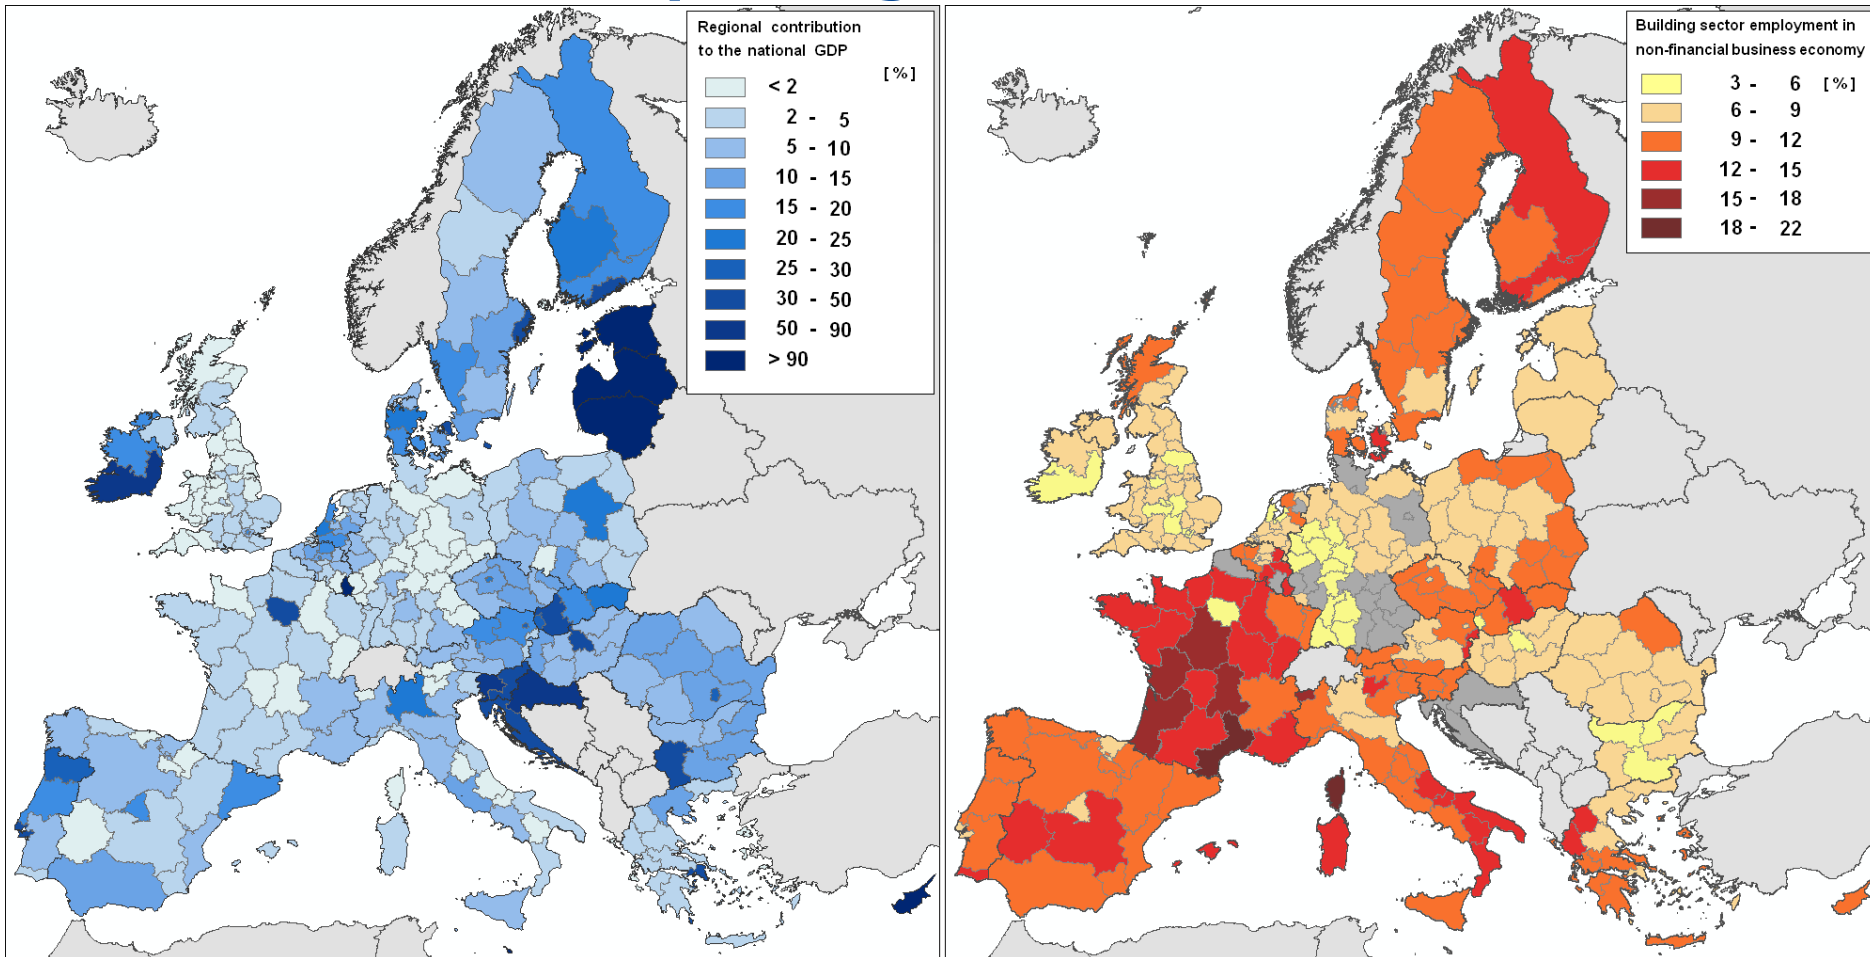 Regional contribution
to the national GDP
[%]
< 2
2 - 5
5 - 10
10 - 15
15 - 20
20 - 25
25 - 30
30 - 50
50 - 90
> 90
Building sector employment in
non-financial business economy
3 - 6 [%]
6 - 9
9 - 12
12 - 15
15 - 18
18 - 22